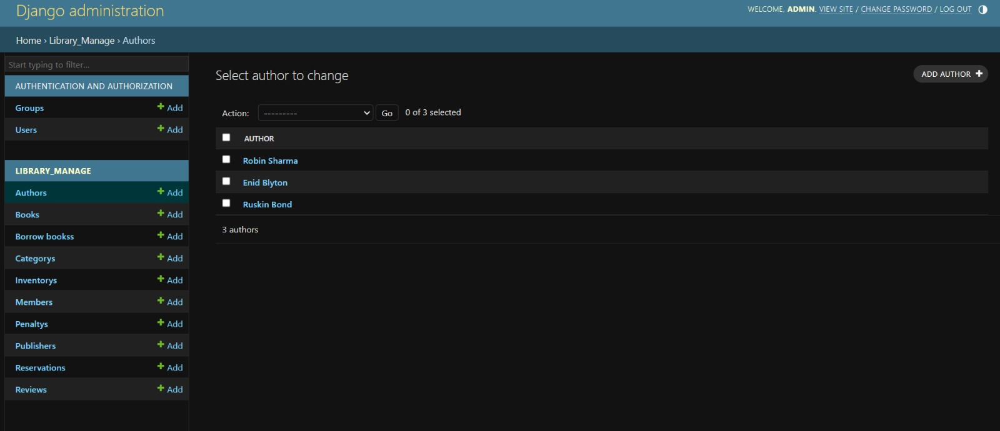 Django administration
WELCOME, ADMIN. VIEW SITE / CHANGE PASSWORD / LOG OUT
Home › Library_Manage › Authors
Start typing to filter...
AUTHENTICATION AND AUTHORIZATION
Groups + Add
Users + Add
LIBRARY_MANAGE
Authors + Add
Books + Add
Borrow bookss + Add
Categorys + Add
Inventorys + Add
Members + Add
Penaltys + Add
Publishers + Add
Reservations + Add
Reviews + Add
Select author to change
ADD AUTHOR +
Action: --------- Go 0 of 3 selected
AUTHOR
Robin Sharma
Enid Blyton
Ruskin Bond
3 authors